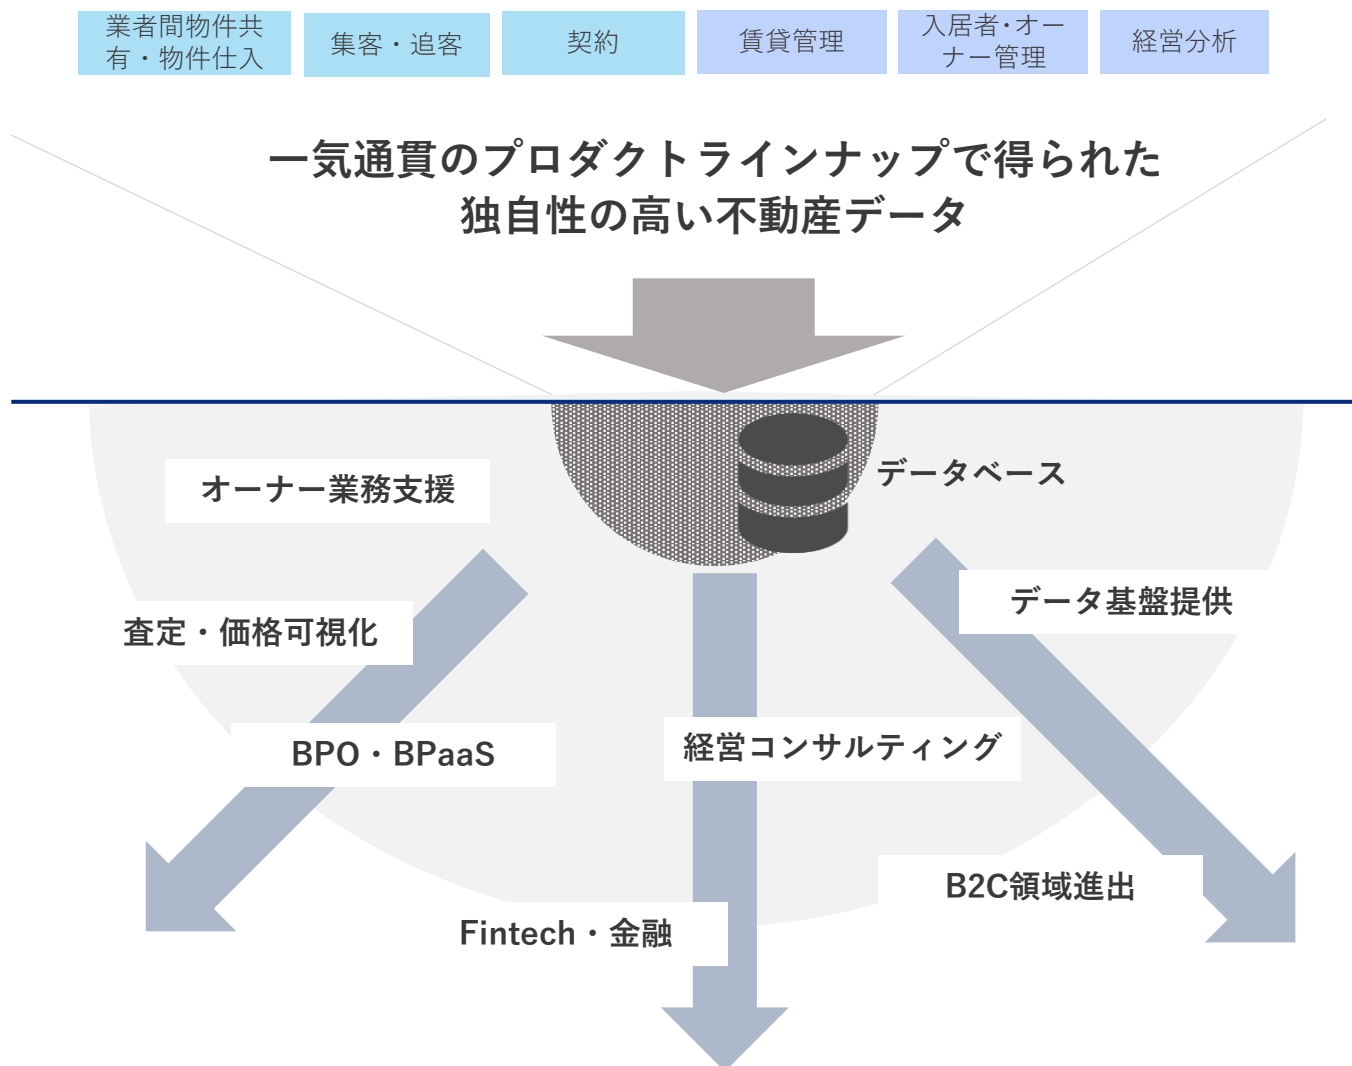 業者間物件共
有・物件仕入
集客・追客
契約
賃貸管理
入居者・オー
ナー管理
経営分析
一気通貫のプロダクトラインナップで得られた
独自性の高い不動産データ
データベース
オーナー業務支援
データ基盤提供
査定・価格可視化
BPO・BPaaS
経営コンサルティング
B2C領域進出
Fintech・金融